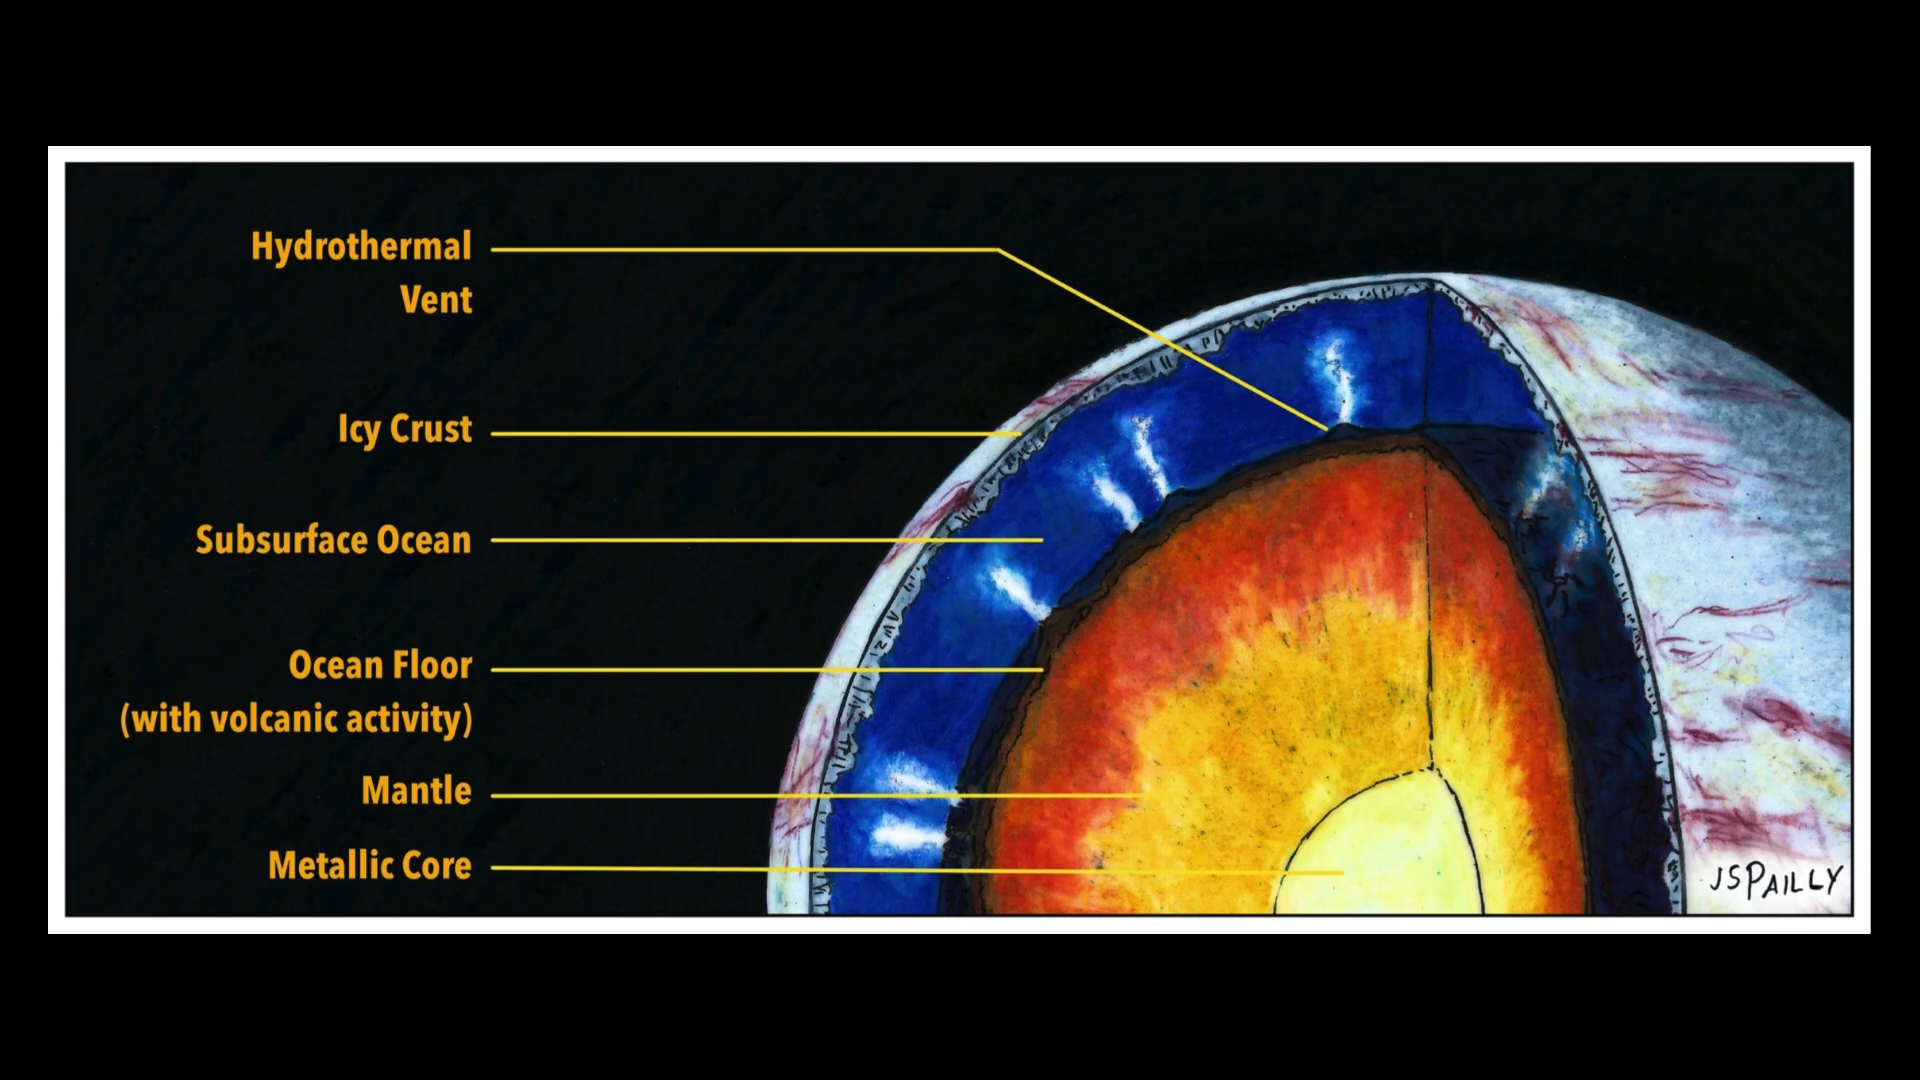 Hydrothermal
Vent
Icy Crust
Subsurface Ocean
Ocean Floor
(with volcanic activity)
Mantle
Metallic Core
JSPAILLY